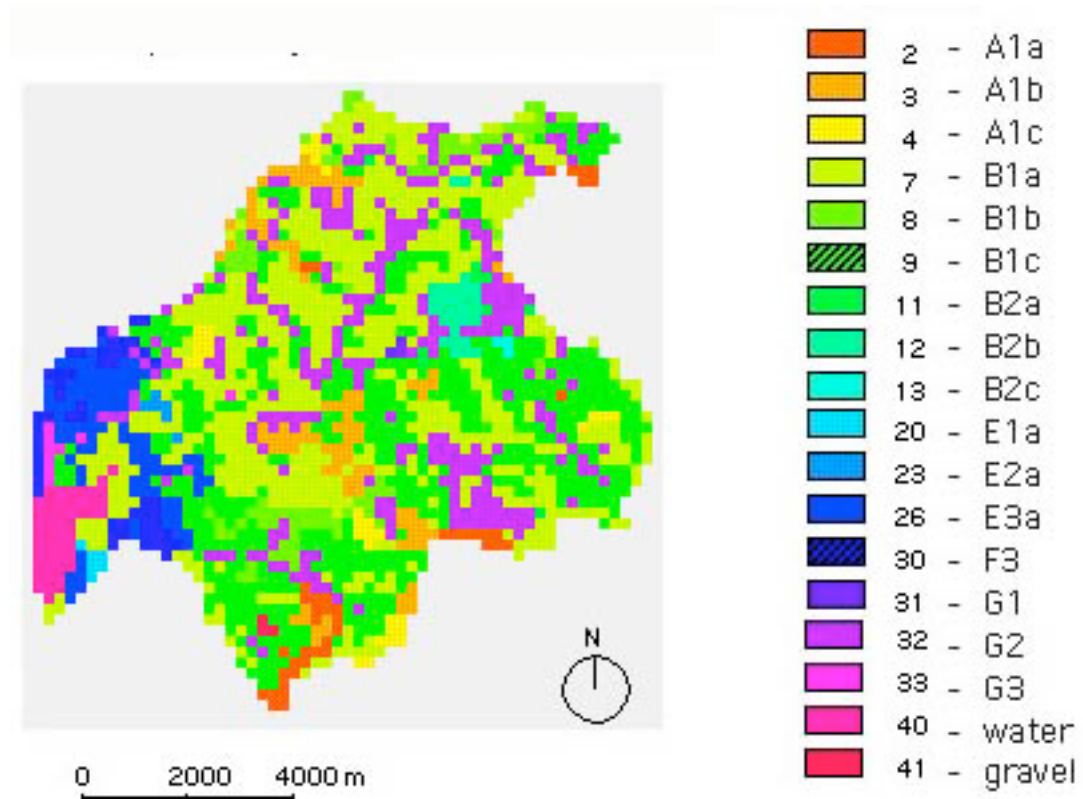 2 - A1a
3 - A1b
4 - A1c
7 - B1a
8 - B1b
9 - B1c
11 - B2a
12 - B2b
13 - B2c
20 - E1a
23 - E2a
26 - E3a
30 - F3
31 - G1
32 - G2
33 - G3
40 - water
41 - gravel
N
0 2000 4000 m